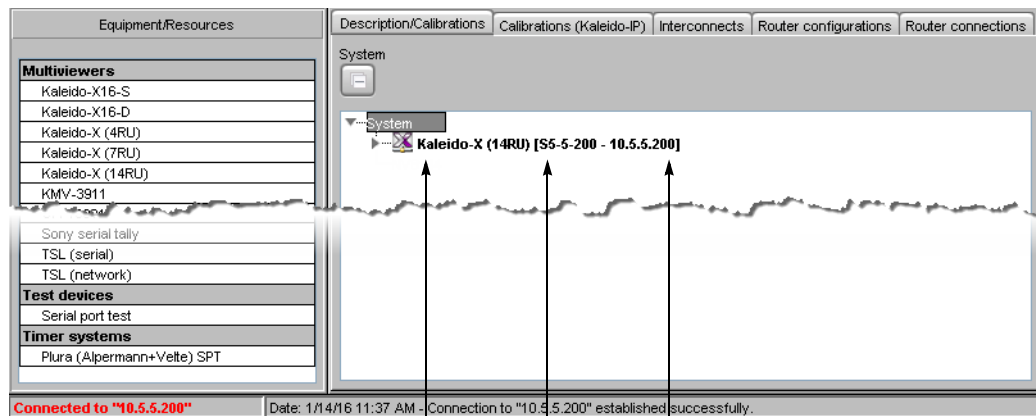 Equipment/Resources
Multiviewers
Kaleido-X16-S
Kaleido-X16-D
Kaleido-X (4RU)
Kaleido-X (7RU)
Kaleido-X (14RU)
KMV-3911
Sony serial tally
TSL (serial)
TSL (network)
Test devices
Serial port test
Timer systems
Plura (Alpermann+Velte) SPT
Description/Calibrations
Calibrations (Kaleido-IP)
Interconnects
Router configurations
Router connections
System
System
Kaleido-X (14RU) [S5-5-200 - 10.5.5.200]
Connected to "10.5.5.200"
Date: 1/14/16 11:37 AM - Connection to "10.5.5.200" established successfully.